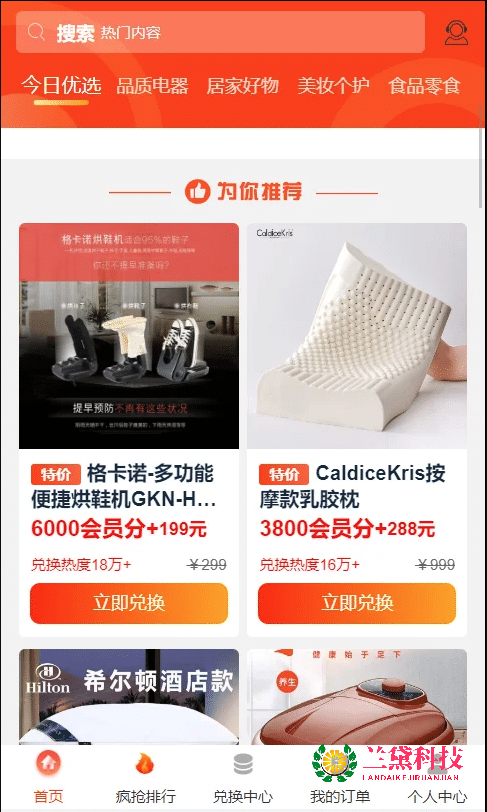 搜索 热门内容
今日优选 品质电器 居家好物 美妆个护 食品零食
为你推荐
格卡诺烘鞋机适合95%的鞋子
你还不提早准备吗?
提早预防不再有这些状况
CaldiceKris
特价 格卡诺-多功能
便捷烘鞋机GKN-H...
6000会员分+199元
兑换热度18万+ ¥299
立即兑换
特价 CaldiceKris按
摩款乳胶枕
3800会员分+288元
兑换热度16万+ ¥999
立即兑换
Hilton 希尔顿酒店款
健康始于足下
养生
兰黛科技
LANDAIKEJIRUANJIAN
首页 疯抢排行 兑换中心 我的订单 个人中心